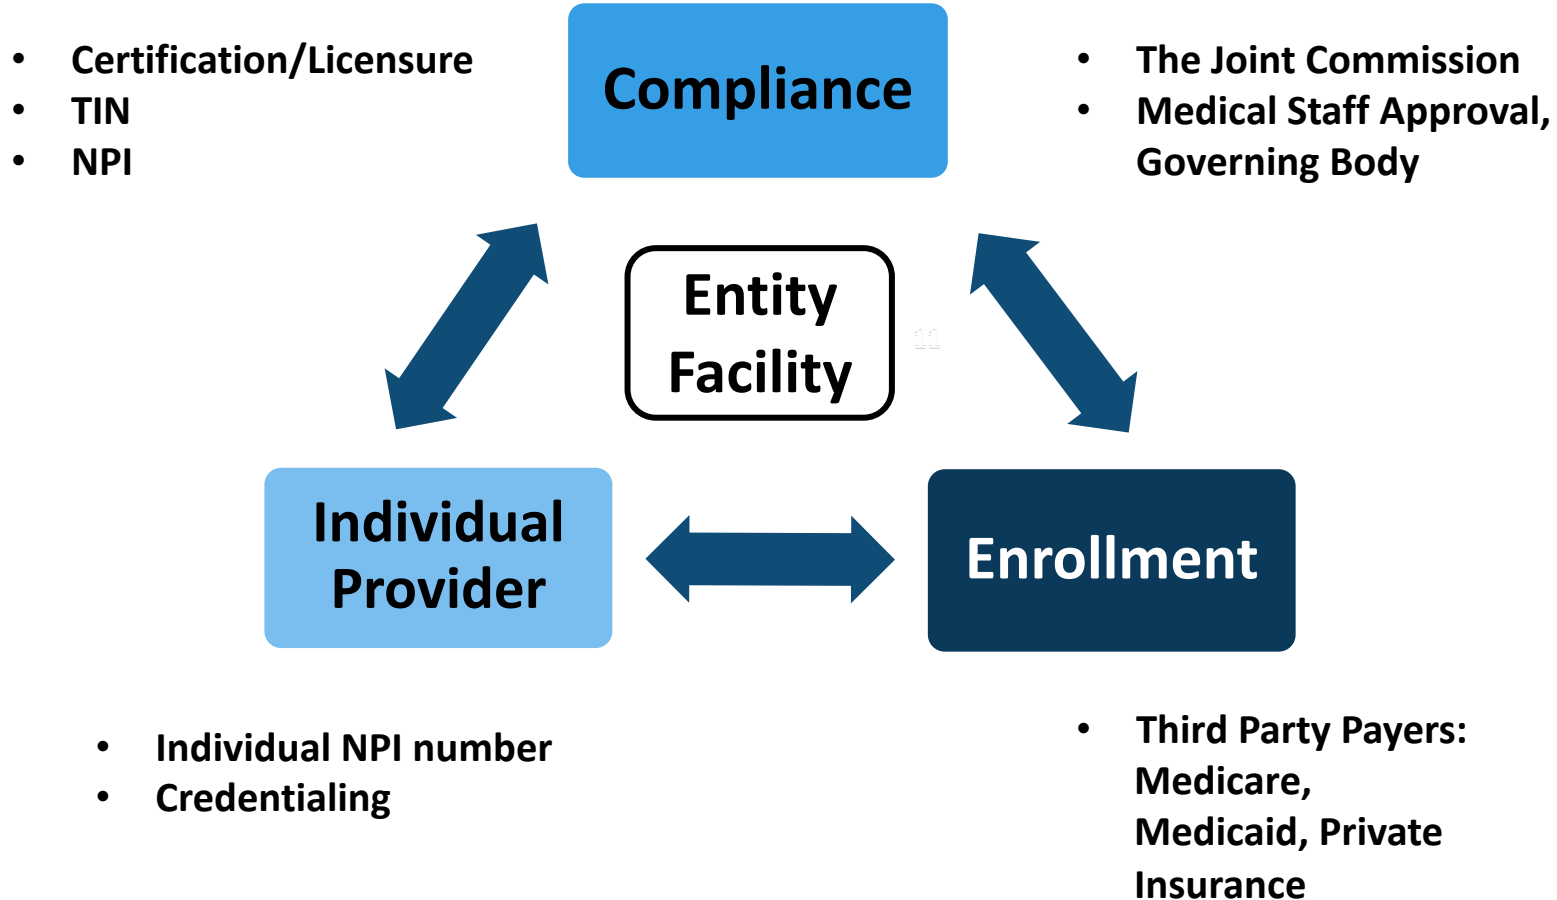 • Certification/Licensure
• TIN
• NPI
Compliance
• The Joint Commission
• Medical Staff Approval,
Governing Body
Entity
Facility
11
Individual
Provider
Enrollment
• Individual NPI number
• Credentialing
• Third Party Payers:
Medicare,
Medicaid, Private
Insurance